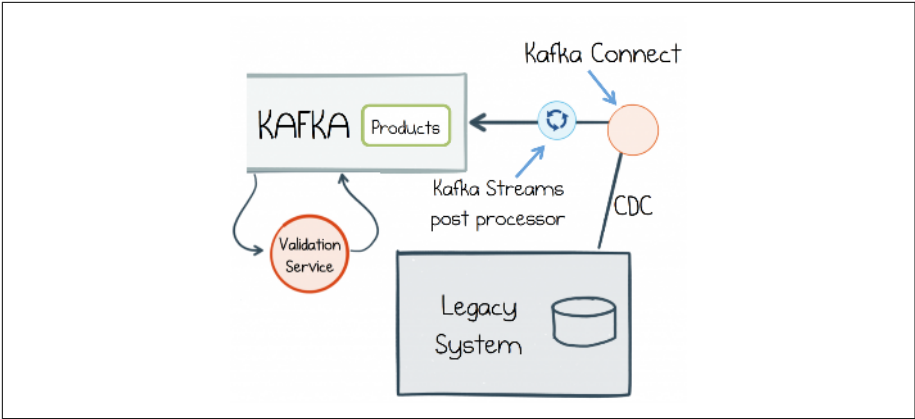 Kafka Connect
KAFKA
Products
Kafka Streams
post processor
CDC
Validation
Service
Legacy
System